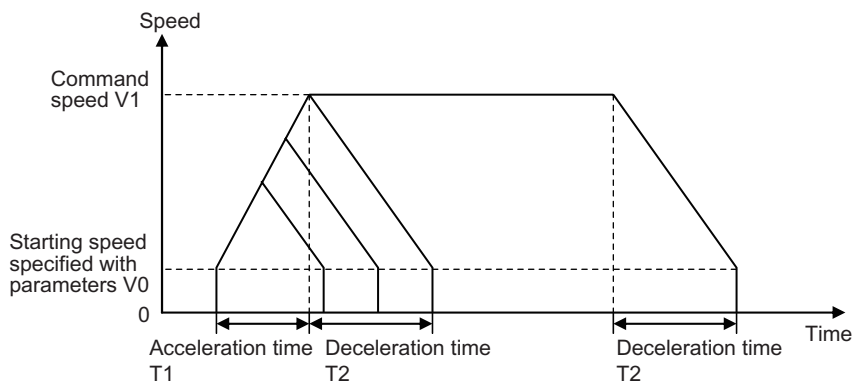 Speed
Command
speed V1
Starting speed
specified with
parameters V0
0
Time
Acceleration time
T1
Deceleration time
T2
Deceleration time
T2